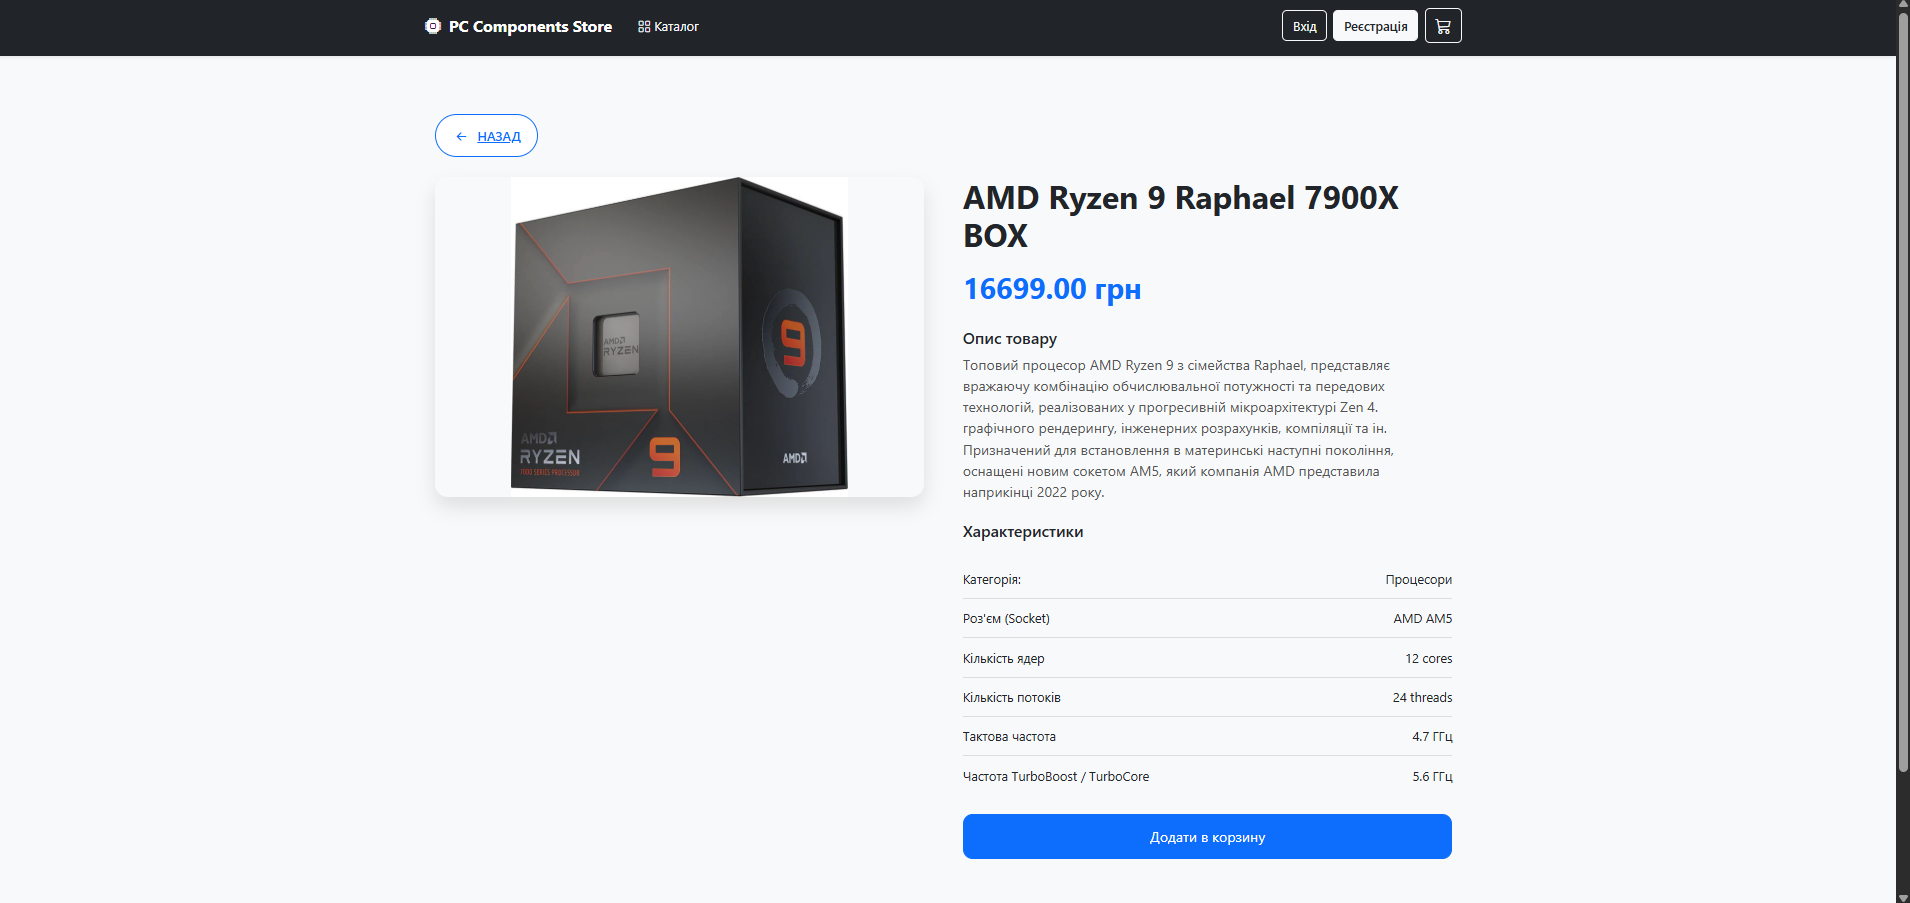 PC Components Store
Каталог
Вхід
Реєстрація
НАЗАД
AMD
RYZEN
9
AMD
RYZEN
7000 SERIES PROCESSOR
9
AMD
AMD Ryzen 9 Raphael 7900X
BOX
16699.00 грн
Опис товару
Топовий процесор AMD Ryzen 9 з сімейства Raphael, представляє
вражаючу комбінацію обчислювальної потужності та передових
технологій, реалізованих у прогресивній мікроархітектурі Zen 4.
графічного рендерингу, інженерних розрахунків, компіляції та ін.
Призначений для встановлення в материнські наступні покоління,
оснащені новим сокетом AM5, який компанія AMD представила
наприкінці 2022 року.
Характеристики
Категорія: Процесори
Роз'єм (Socket) AMD AM5
Кількість ядер 12 cores
Кількість потоків 24 threads
Тактова частота 4.7 ГГц
Частота TurboBoost / TurboCore 5.6 ГГц
Додати в корзину